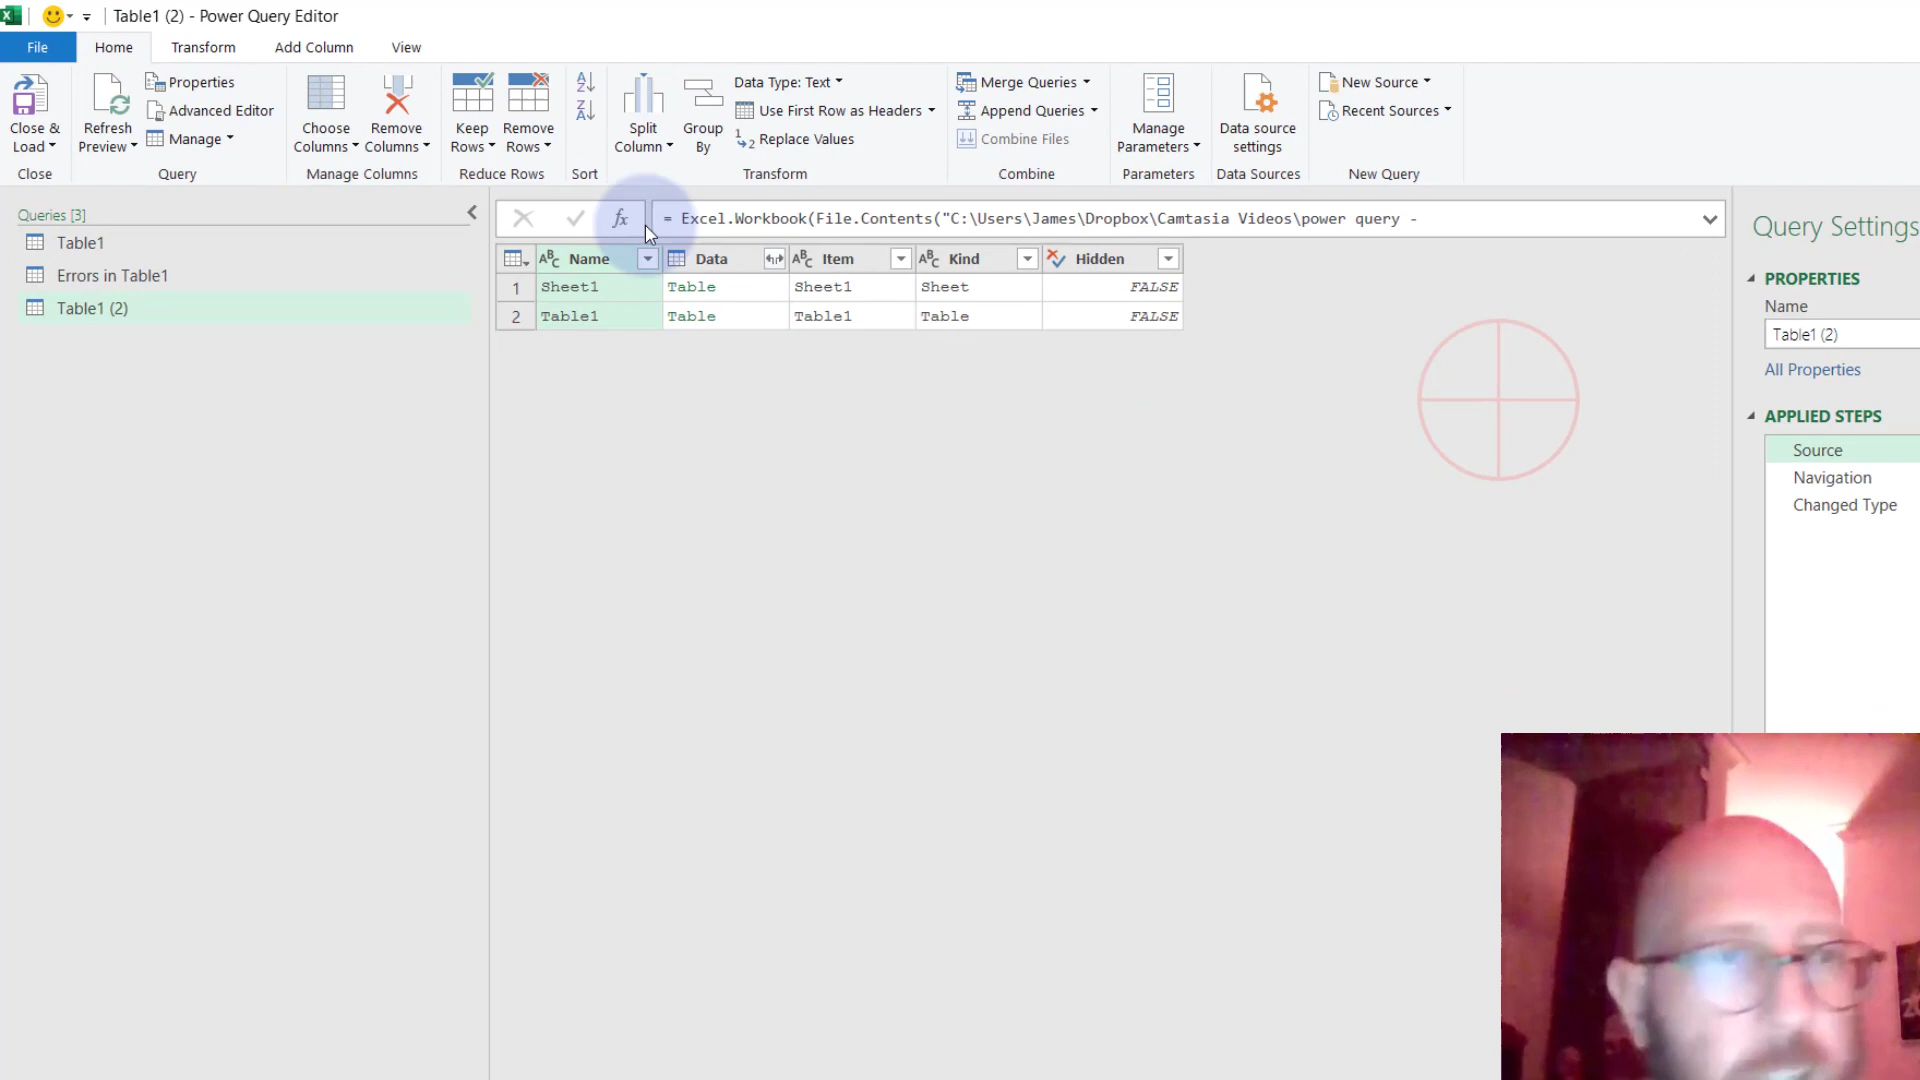 Table1 (2) - Power Query Editor
File Home Transform Add Column View
Close & Load
Refresh Preview
Properties
Advanced Editor
Manage
Choose Columns
Remove Columns
Keep Rows
Remove Rows
Split Column
Group By
Data Type: Text
Use First Row as Headers
Replace Values
Merge Queries
Append Queries
Combine Files
Manage Parameters
Data source settings
New Source
Recent Sources
Close Query Manage Columns Reduce Rows Sort Transform Combine Parameters Data Sources New Query
Queries [3]
Table1
Errors in Table1
Table1 (2)
fx = Excel.Workbook(File.Contents("C:\Users\James\Dropbox\Camtasia Videos\power query -
Name Data Item Kind Hidden
1 Sheet1 Table Sheet1 Sheet FALSE
2 Table1 Table Table1 Table FALSE
Query Settings
PROPERTIES
Name
Table1 (2)
All Properties
APPLIED STEPS
Source
Navigation
Changed Type